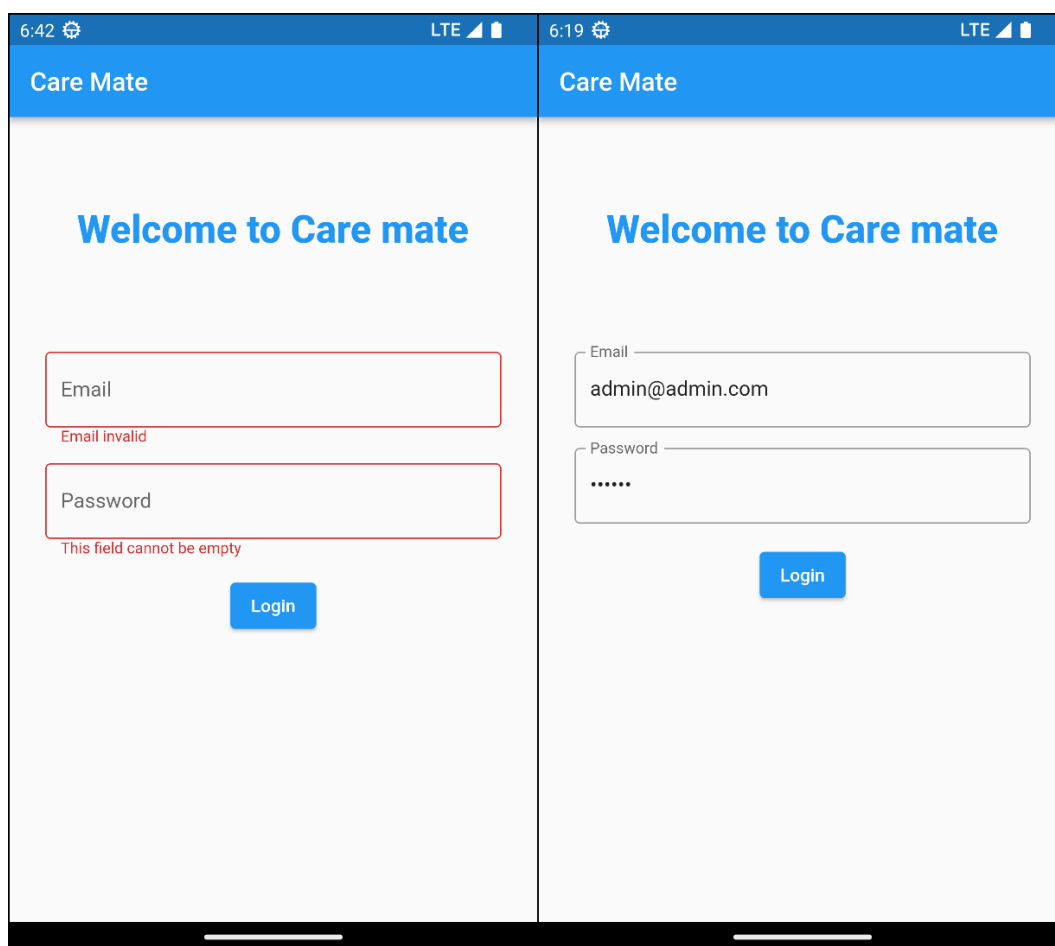 6:42 LTE
Care Mate
Welcome to Care mate
Email
Email invalid
Password
This field cannot be empty
Login
6:19 LTE
Care Mate
Welcome to Care mate
Email
admin@admin.com
Password
••••••
Login